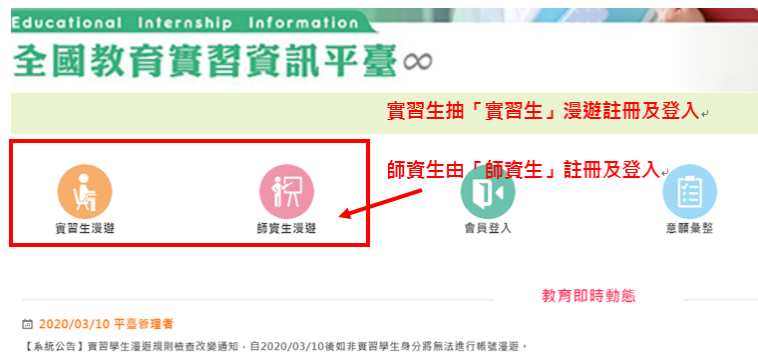 Educational Internship Information
全國教育實習資訊平臺∞
實習生抽「實習生」漫遊註冊及登入
師資生由「師資生」註冊及登入
實習生漫遊
師資生漫遊
會員登入
意願彙整
教育即時動態
2020/03/10 平臺管理者
【系統公告】實習學生漫遊規則檢查改變通知，自2020/03/10後如非實習學生身分將無法進行帳號漫遊。